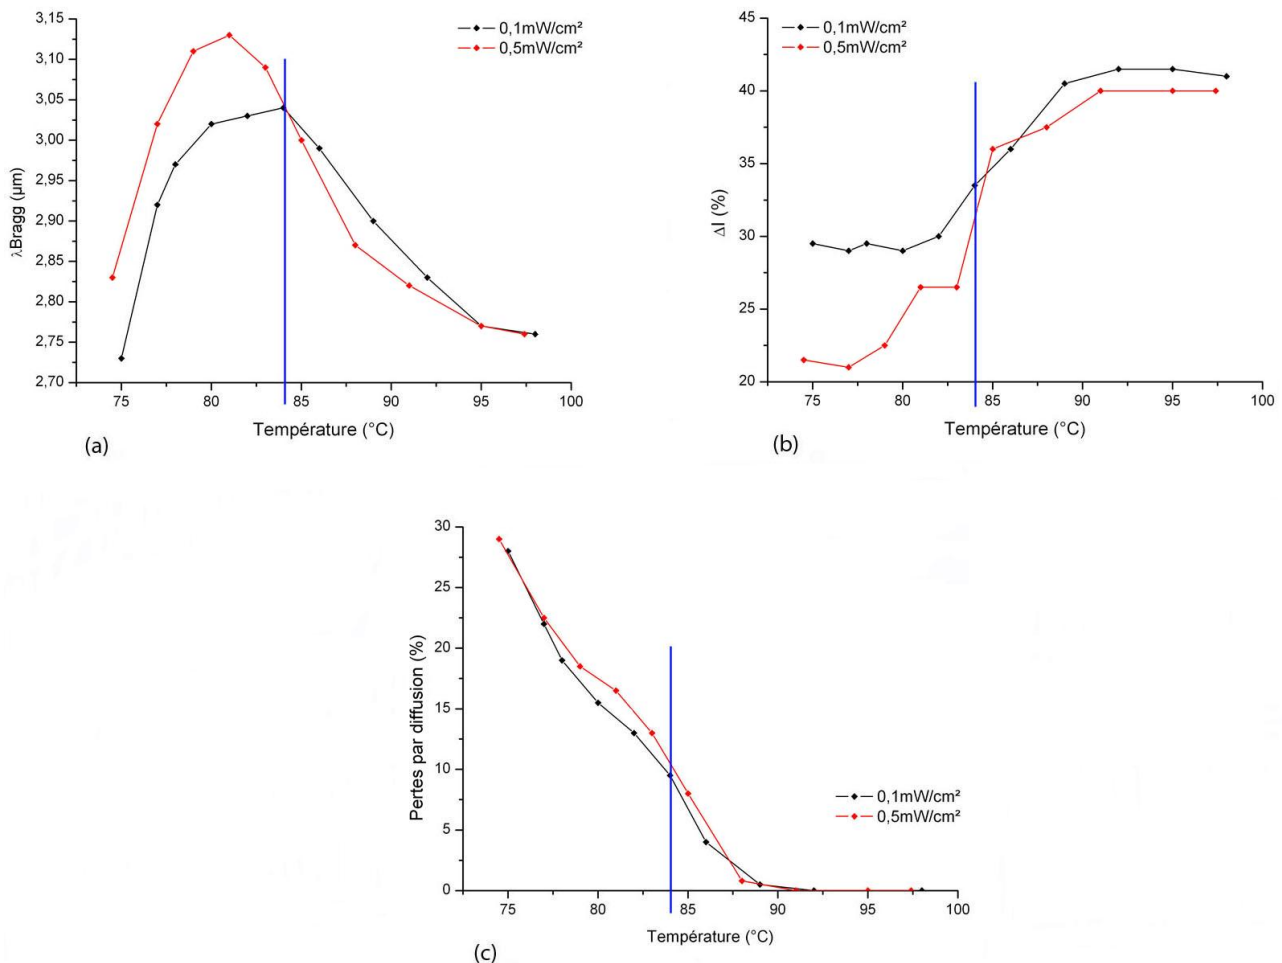 0,1mW/cm²
0,5mW/cm²
3,15
3,10
3,05
3,00
2,95
2,90
2,85
2,80
2,75
2,70
λBragg (µm)
75
80
85
90
95
100
Température (°C)
(a)
0,1mW/cm²
0,5mW/cm²
45
40
35
30
25
20
ΔI (%)
75
80
85
90
95
100
Température (°C)
(b)
30
25
20
15
10
5
0
Pertes par diffusion (%)
0,1mW/cm²
0,5mW/cm²
75
80
85
90
95
100
Température (°C)
(c)